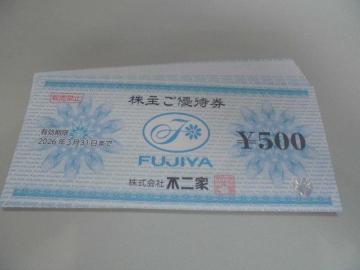 転売禁止
株主ご優待券
有効期限
2026年3月31日まで
¥500
FUJIYA
株式会社 不二家